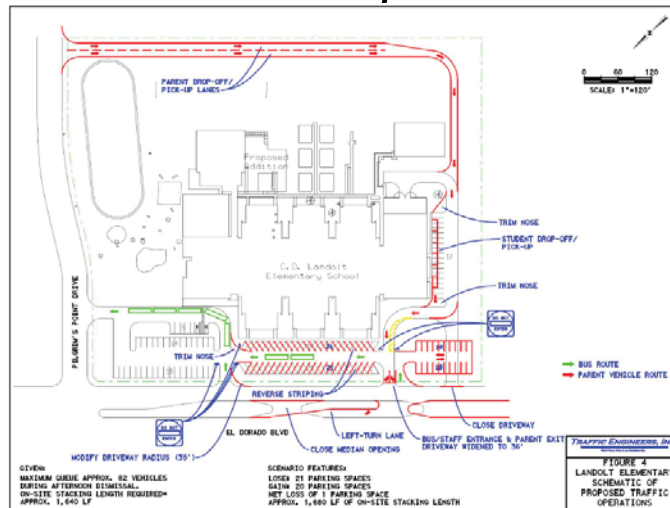 PARENT DROP-OFF/
PICK-UP LANES
0 60 120
SCALE: 1"=120'
Proposed
Addition
TRIM NOSE
STUDENT DROP-OFF/
PICK-UP
C.D. Landolt
Elementary School
TRIM NOSE
PILGRIM'S POINT DRIVE
DO NOT
ENTER
TRIM NOSE
REVERSE STRIPING
BUS ROUTE
PARENT VEHICLE ROUTE
CLOSE DRIVEWAY
DO NOT
ENTER
EL DORADO BLVD
LEFT-TURN LANE
BUS/STAFF ENTRANCE & PARENT EXIT
DRIVEWAY WIDENED TO 36'
MODIFY DRIVEWAY RADIUS (35')
CLOSE MEDIAN OPENING
GIVEN:
MAXIMUM QUEUE APPROX. 82 VEHICLES
DURING AFTERNOON DISMISSAL.
ON-SITE STACKING LENGTH REQUIRED=
APPROX. 1,640 LF
SCENARIO FEATURES:
LOSES 21 PARKING SPACES
GAINS 20 PARKING SPACES
NET LOSS OF 1 PARKING SPACE
APPROX. 1,680 LF OF ON-SITE STACKING LENGTH
TRAFFIC ENGINEERS, INC.
FIGURE 4
LANDOLT ELEMENTARY
SCHEMATIC OF
PROPOSED TRAFFIC
OPERATIONS